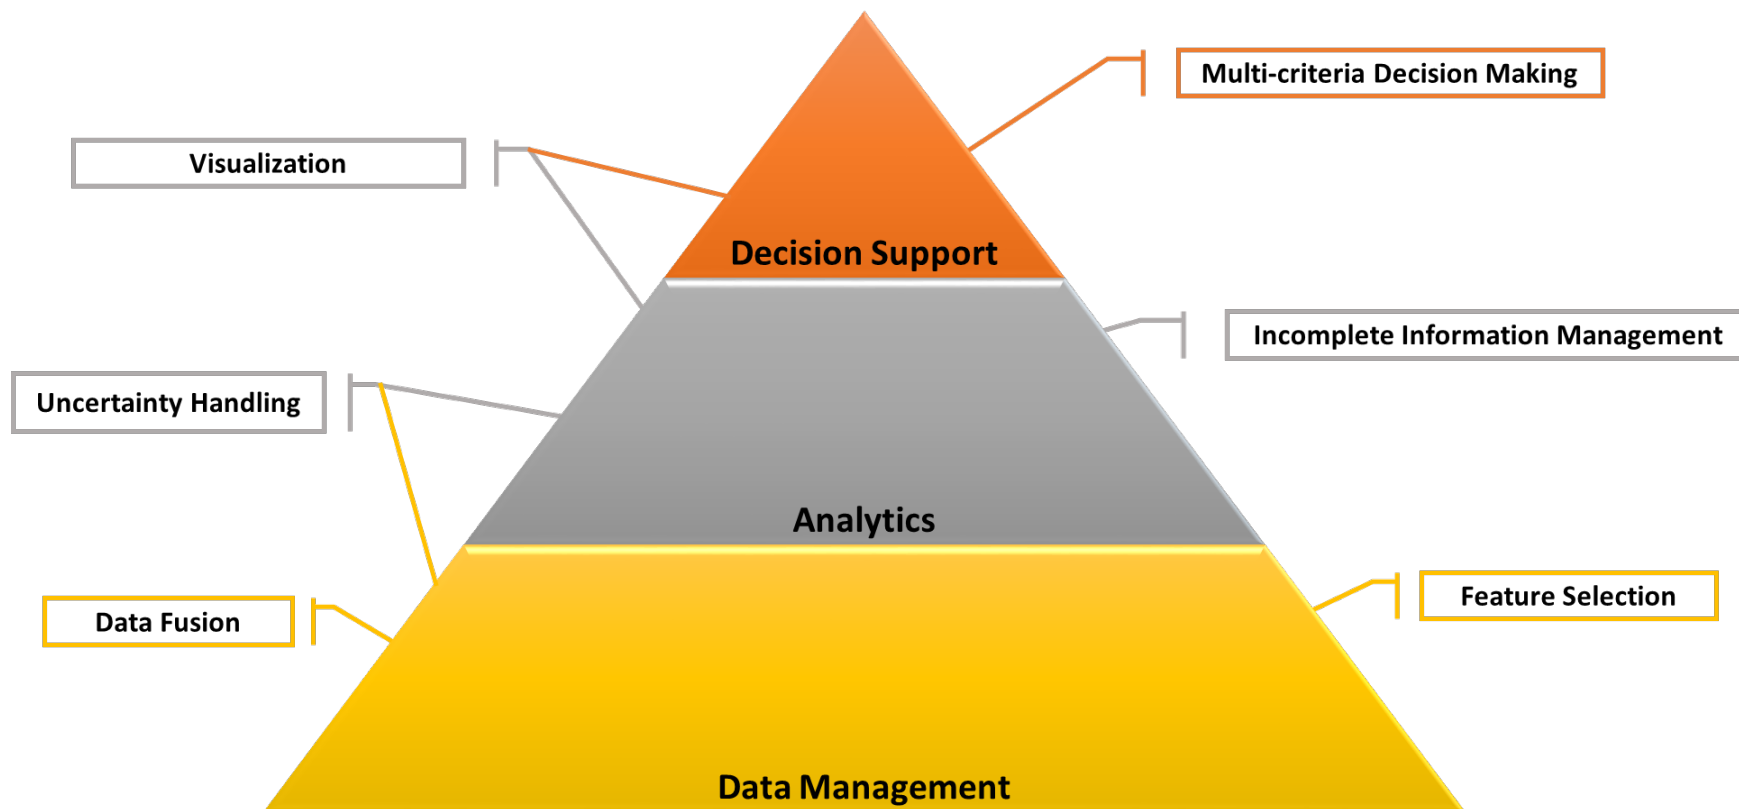 Multi-criteria Decision Making
Visualization
Decision Support
Incomplete Information Management
Uncertainty Handling
Analytics
Feature Selection
Data Fusion
Data Management